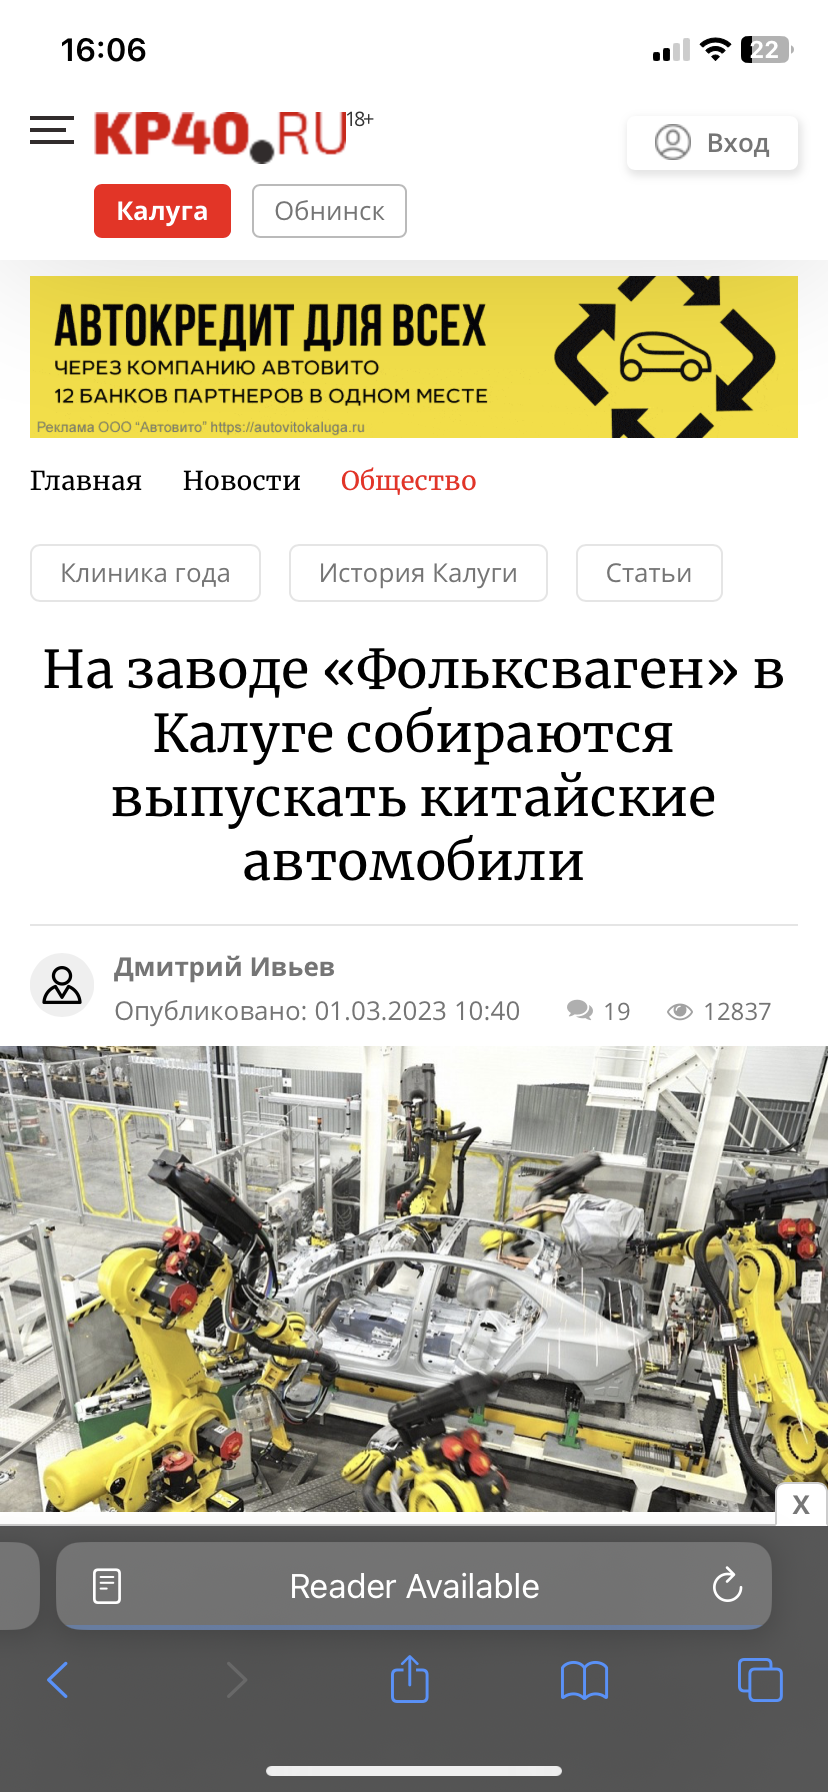 16:06
22
КР40.RU 18+
Вход
Калуга
Обнинск
АВТОКРЕДИТ ДЛЯ ВСЕХ
ЧЕРЕЗ КОМПАНИЮ АВТОВИТО
12 БАНКОВ ПАРТНЕРОВ В ОДНОМ МЕСТЕ
Реклама ООО "Автовито" https://autovitokaluga.ru
Главная Новости Общество
Клиника года История Калуги Статьи
На заводе «Фольксваген» в
Калуге собираются
выпускать китайские
автомобили
Дмитрий Ивьев
Опубликовано: 01.03.2023 10:40 19 12837
X
Reader Available